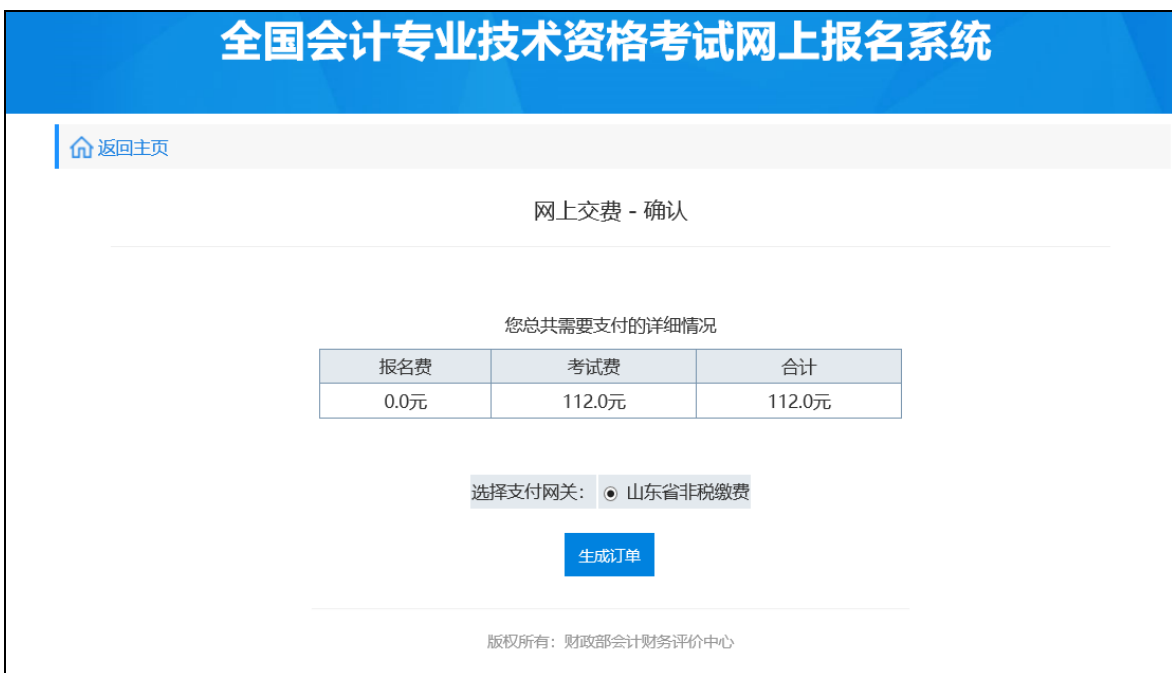 全国会计专业技术资格考试网上报名系统
返回主页
网上交费 - 确认
您总共需要支付的详细情况
报名费 考试费 合计
0.0元 112.0元 112.0元
选择支付网关： 山东省非税缴费
生成订单
版权所有：财政部会计财务评价中心